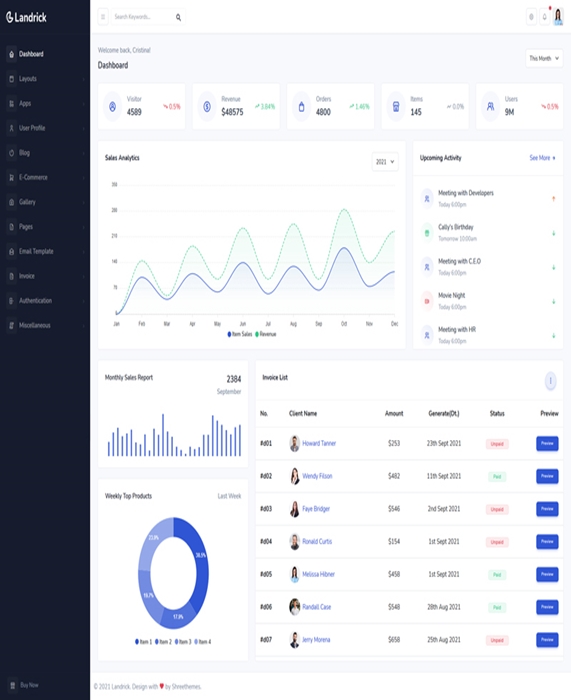 Landrick
Search Keywords...
Dashboard
Layouts
Apps
User Profile
Blog
E-Commerce
Gallery
Pages
Email Template
Invoice
Authentication
Miscellaneous
Buy Now
Welcome back, Cristina!
Dashboard
This Month
Visitor
4589
0.5%
Revenue
$48575
3.84%
Orders
4800
1.46%
Items
145
0.0%
Users
9M
0.5%
Sales Analytics
2021
35k
28k
21k
14k
7k
0
Jan Feb Mar Apr May Jun July Aug Sep Oct Nov Dec
Item Sales Revenue
Upcoming Activity See More
Meeting with Developers
Today 6:00pm
Cally's Birthday
Tomorrow 10:00am
Meeting with C.E.O
Today 6:00pm
Movie Night
Today 6:00pm
Meeting with HR
Today 6:00pm
Monthly Sales Report 2384
September
Weekly Top Products Last Week
38.5%
17.9%
23.8%
Item 1 Item 2 Item 3 Item 4
Invoice List
No. Client Name Amount Generate(Dt.) Status Preview
#d01 Howard Tanner $253 23th Sept 2021 Unpaid Preview
#d02 Wendy Filson $482 11th Sept 2021 Paid Preview
#d03 Faye Bridger $546 2nd Sept 2021 Unpaid Preview
#d04 Ronald Curtis $154 1st Sept 2021 Unpaid Preview
#d05 Melissa Hibner $458 1st Sept 2021 Paid Preview
#d06 Randall Case $548 28th Aug 2021 Paid Preview
#d07 Jerry Morena $658 25th Aug 2021 Unpaid Preview
© 2021 Landrick. Design with ♥ by Shreethemes.